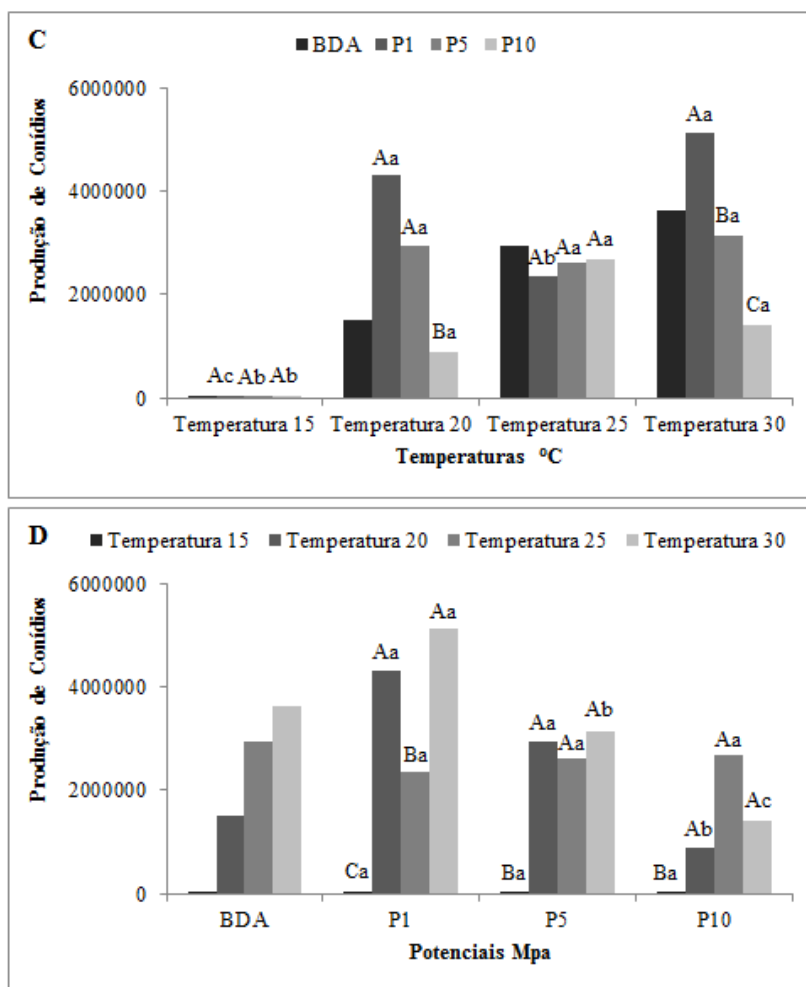 C
BDA P1 P5 P10
Produção de Conídios
6000000
4000000
2000000
0
Ac Ab Ab
Aa
Aa
Ba
Ab Aa Aa
Aa
Ba
Ca
Temperatura 15 Temperatura 20 Temperatura 25 Temperatura 30
Temperaturas ºC
D
Temperatura 15 Temperatura 20 Temperatura 25 Temperatura 30
Produção de Conídios
6000000
4000000
2000000
0
Ca Aa Ba Aa
Ba Aa Aa Ab
Ba Ab Aa Ac
BDA P1 P5 P10
Potenciais Mpa